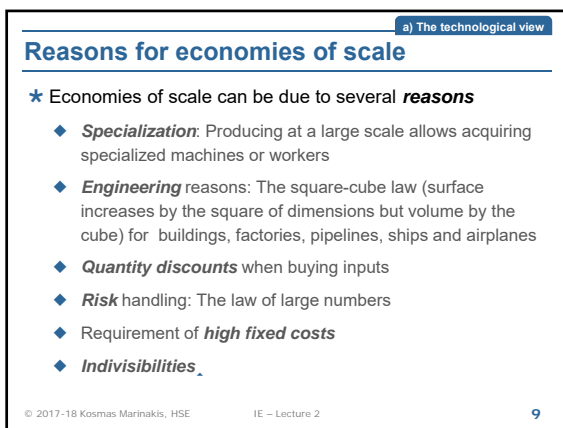 a) The technological view
Reasons for economies of scale
* Economies of scale can be due to several reasons
◆ Specialization: Producing at a large scale allows acquiring
specialized machines or workers
◆ Engineering reasons: The square-cube law (surface
increases by the square of dimensions but volume by the
cube) for buildings, factories, pipelines, ships and airplanes
◆ Quantity discounts when buying inputs
◆ Risk handling: The law of large numbers
◆ Requirement of high fixed costs
◆ Indivisibilities
© 2017-18 Kosmas Marinakis, HSE IE – Lecture 2 9